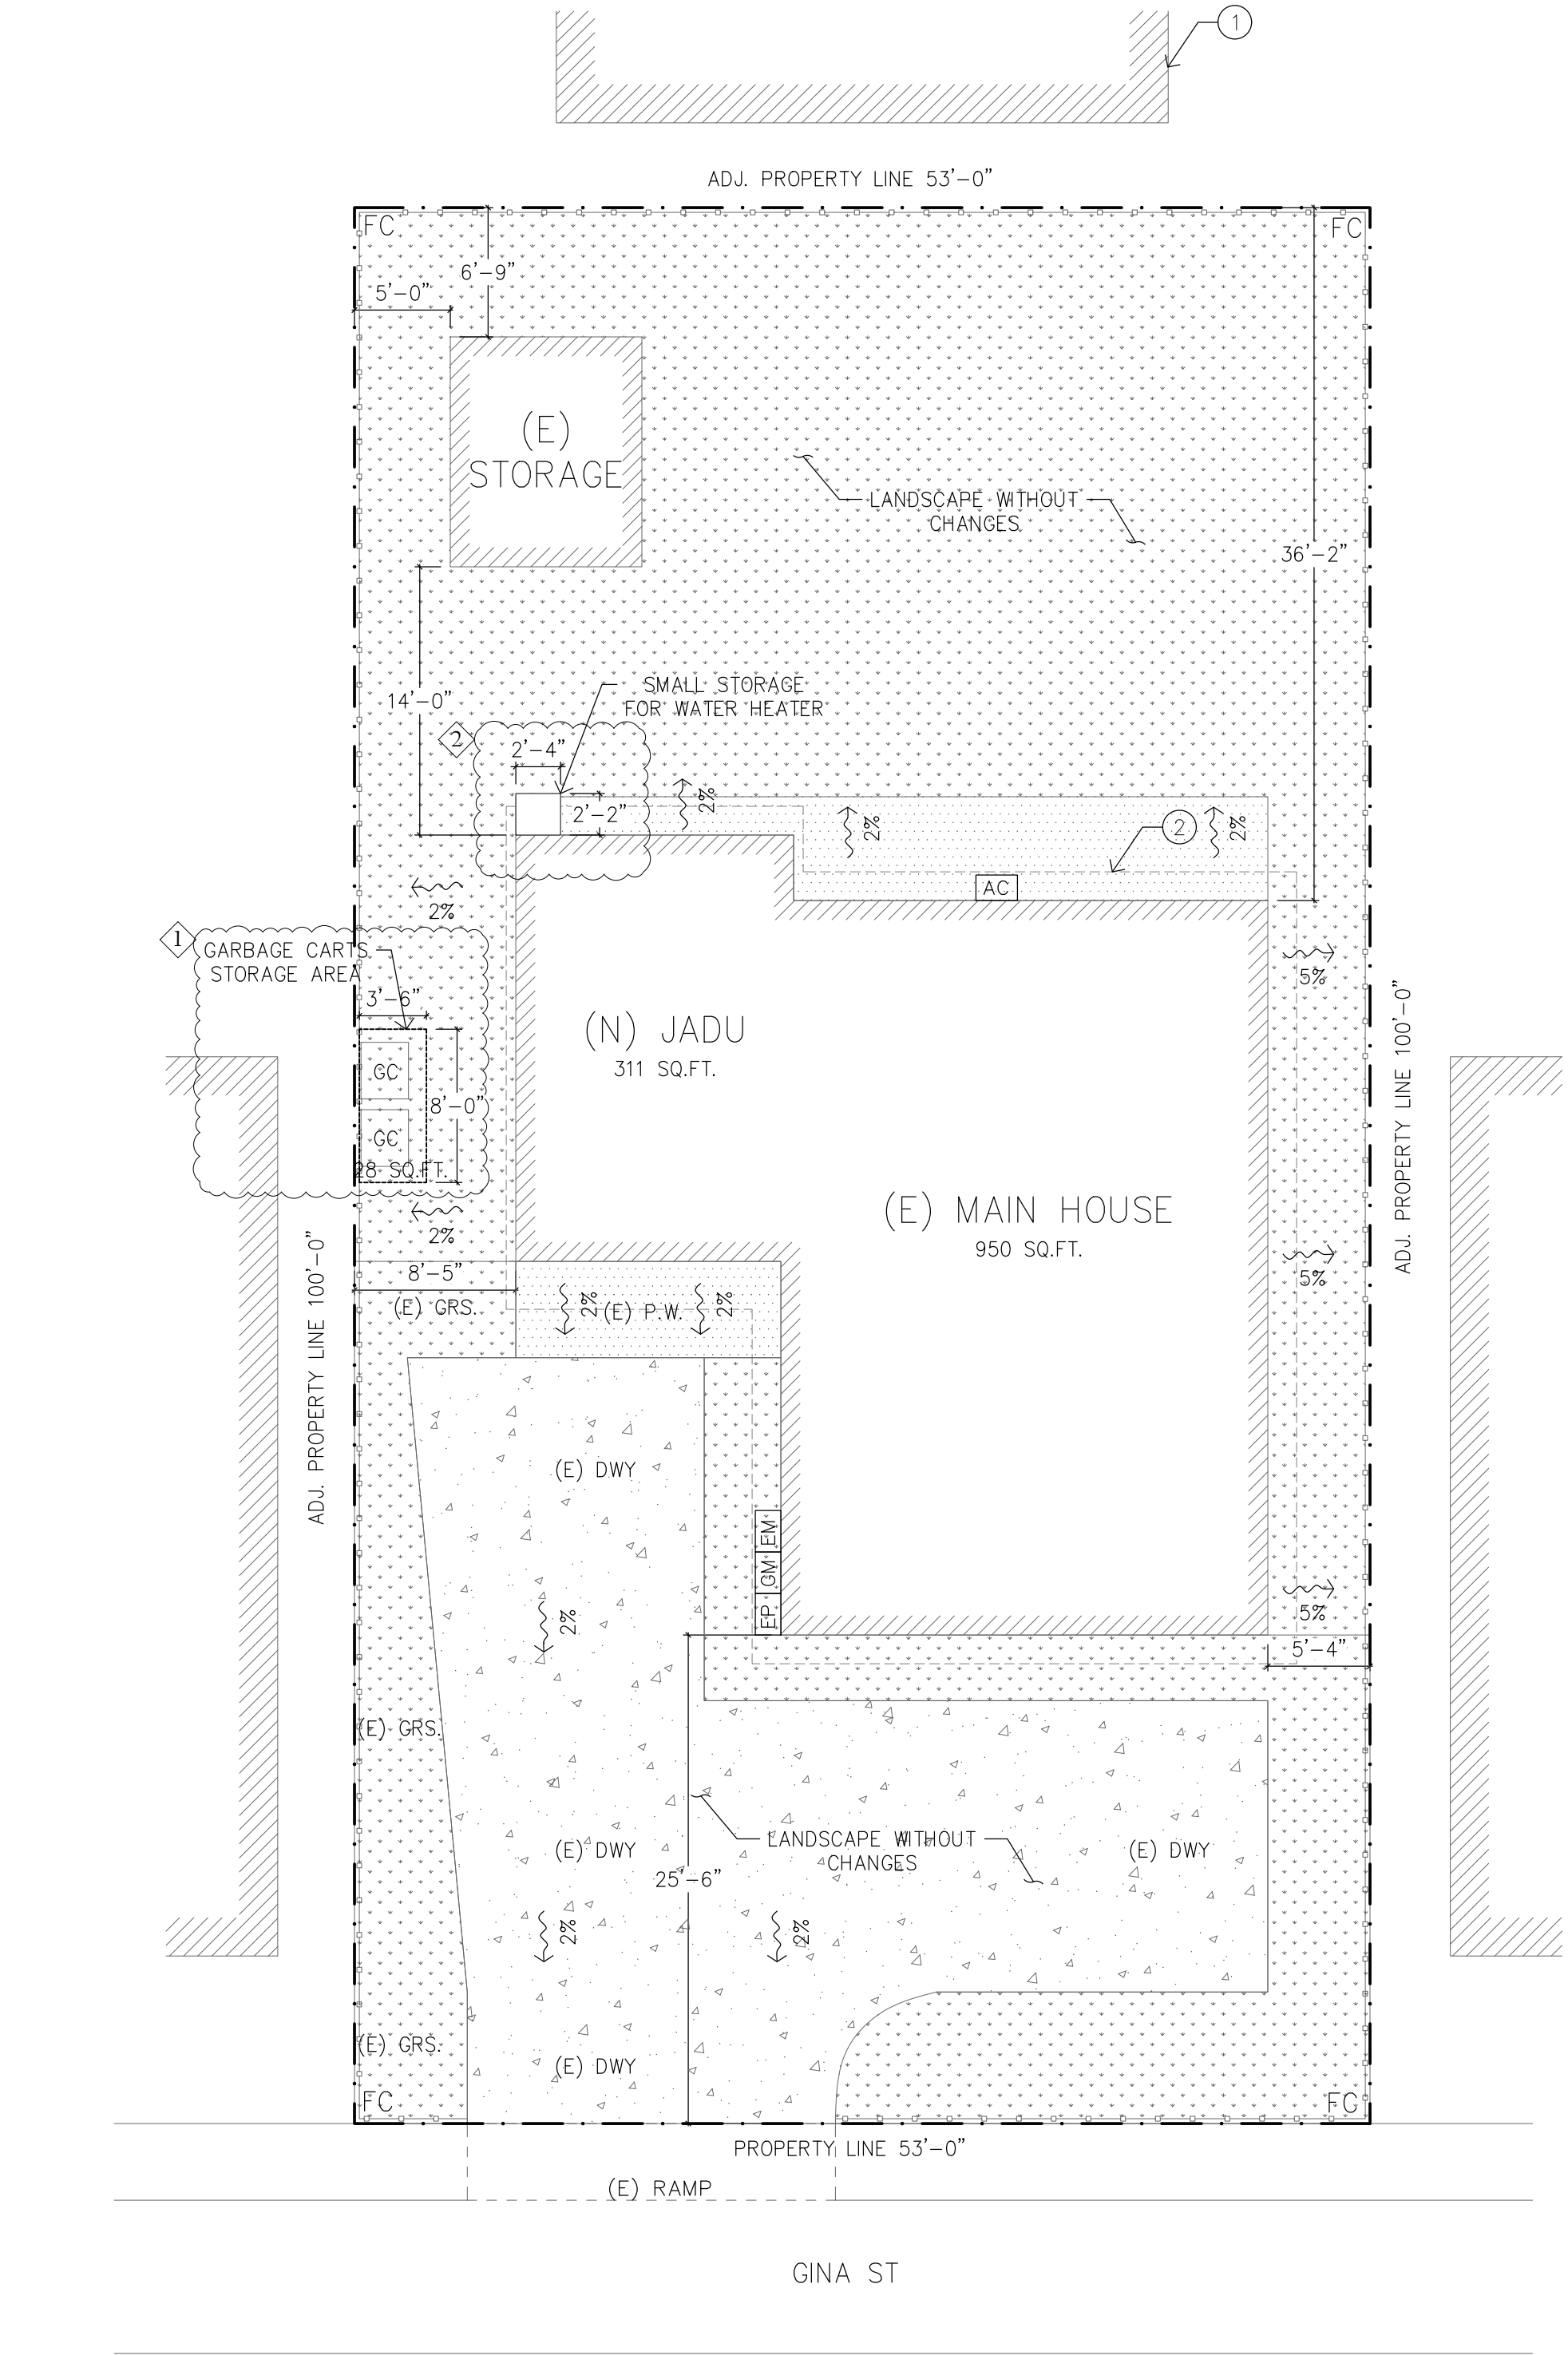 1
ADJ. PROPERTY LINE 53'-0"
FC
FC
6'-9"
5'-0"
(E)
STORAGE
LANDSCAPE WITHOUT
CHANGES
36'-2"
14'-0"
SMALL STORAGE
FOR WATER HEATER
2
2'-4"
2'-2"
2%
2%
2%
2
AC
2%
1
GARBAGE CARTS
STORAGE AREA
3'-6"
5%
(N) JADU
311 SQ.FT.
GC
8'-0"
GC
28 SQ.FT.
ADJ. PROPERTY LINE 100'-0"
(E) MAIN HOUSE
950 SQ.FT.
2%
5%
8'-5"
(E) GRS.
2%
(E) P.W.
2%
ADJ. PROPERTY LINE 100'-0"
(E) DWY
EM
GM
EP
2%
5%
5'-4"
(E) GRS.
LANDSCAPE WITHOUT
CHANGES
(E) DWY
(E) DWY
25'-6"
2%
2%
(E) GRS.
(E) DWY
FC
FC
PROPERTY LINE 53'-0"
(E) RAMP
GINA ST